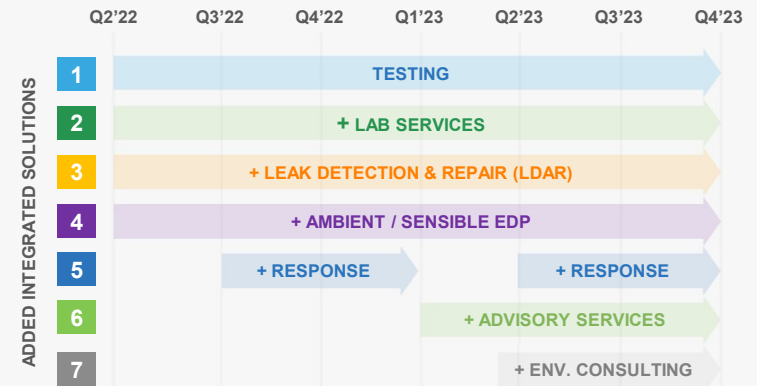 Q2'22 Q3'22 Q4'22 Q1'23 Q2'23 Q3'23 Q4'23
ADDED INTEGRATED SOLUTIONS
1 TESTING
2 + LAB SERVICES
3 + LEAK DETECTION & REPAIR (LDAR)
4 + AMBIENT / SENSIBLE EDP
5 + RESPONSE + RESPONSE
6 + ADVISORY SERVICES
7 + ENV. CONSULTING